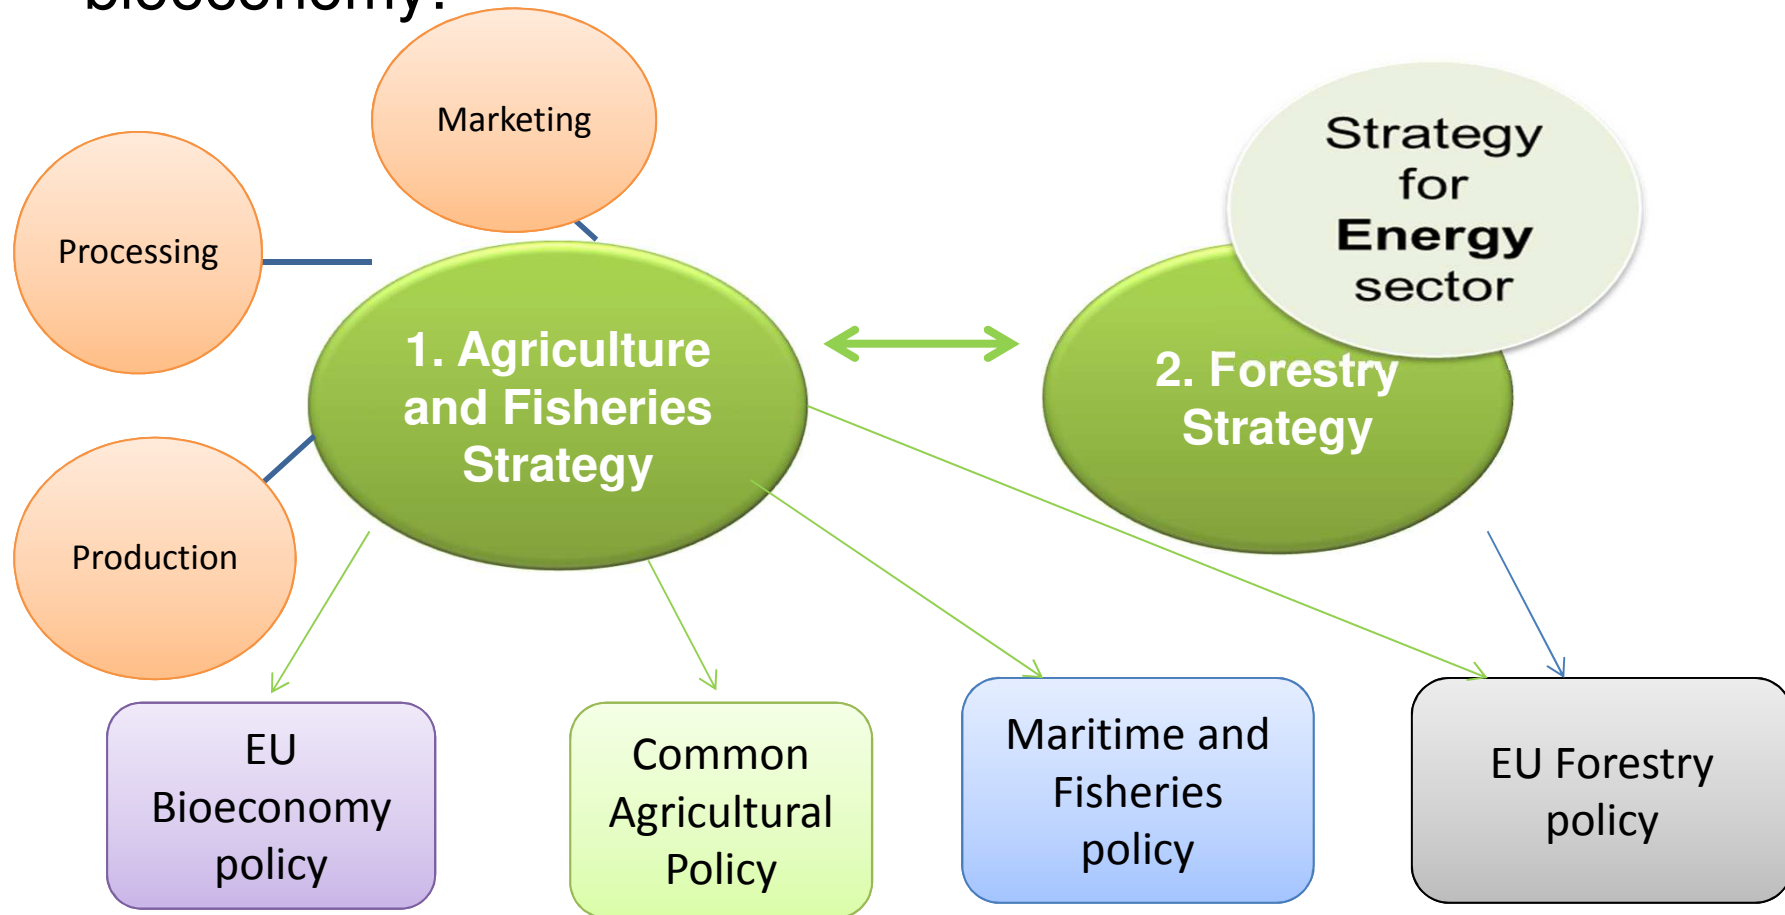 bioeconomy:
Marketing
Processing
Production
Strategy
for
Energy
sector
1. Agriculture
and Fisheries
Strategy
2. Forestry
Strategy
EU
Bioeconomy
policy
Common
Agricultural
Policy
Maritime and
Fisheries
policy
EU Forestry
policy